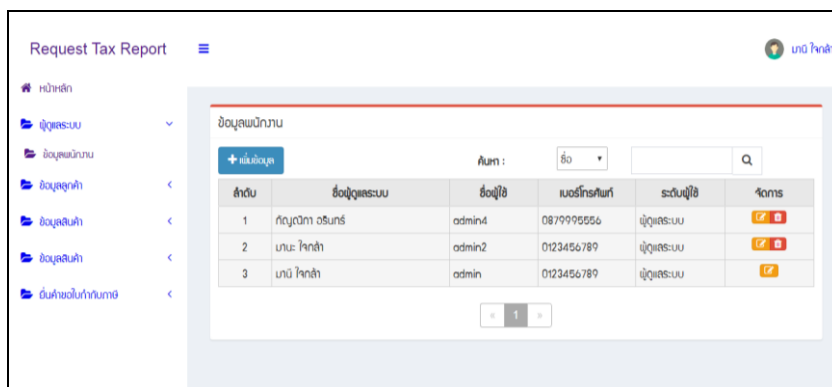 Request Tax Report
มานี ใจกล้า
หน้าหลัก
ผู้ดูแลระบบ
ข้อมูลพนักงาน
ข้อมูลลูกค้า
ข้อมูลสินค้า
ข้อมูลสินค้า
ยื่นคำขอใบกำกับภาษี
ข้อมูลพนักงาน
เพิ่มข้อมูล ค้นหา : ชื่อ
ลำดับ ชื่อผู้ดูแลระบบ ชื่อผู้ใช้ เบอร์โทรศัพท์ ระดับผู้ใช้ จัดการ
1 กัญณิกา อรินทร์ admin4 0879995556 ผู้ดูแลระบบ
2 มานะ ใจกล้า admin2 0123456789 ผู้ดูแลระบบ
3 มานี ใจกล้า admin 0123456789 ผู้ดูแลระบบ
« 1 »